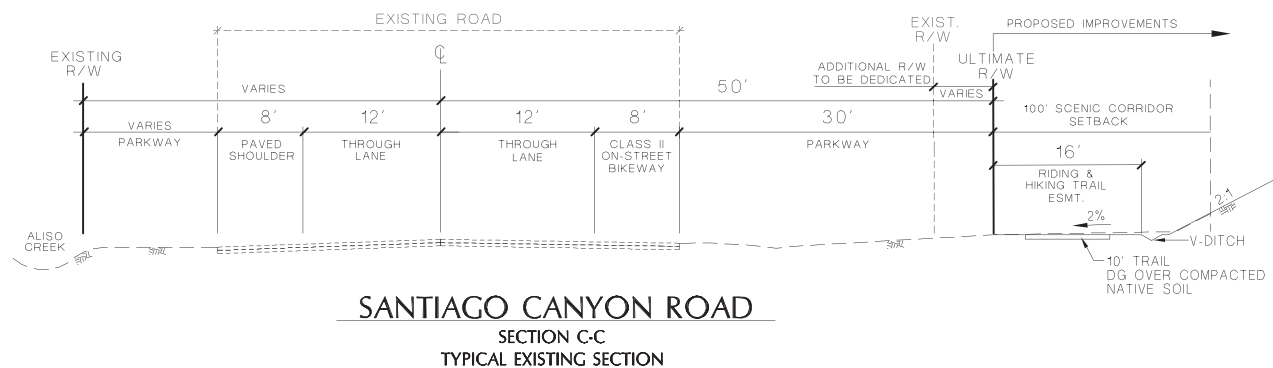 EXISTING ROAD
EXISTING
R/W
℄
EXIST.
R/W
PROPOSED IMPROVEMENTS
ADDITIONAL R/W
TO BE DEDICATED
ULTIMATE
R/W
VARIES
50'
VARIES
100' SCENIC CORRIDOR
SETBACK
VARIES
PARKWAY
8'
PAVED
SHOULDER
12'
THROUGH
LANE
12'
THROUGH
LANE
8'
CLASS II
ON-STREET
BIKEWAY
30'
PARKWAY
16'
RIDING &
HIKING TRAIL
ESMT.
2:1
2%
ALISO
CREEK
V-DITCH
10' TRAIL
DG OVER COMPACTED
NATIVE SOIL
SANTIAGO CANYON ROAD
SECTION C-C
TYPICAL EXISTING SECTION